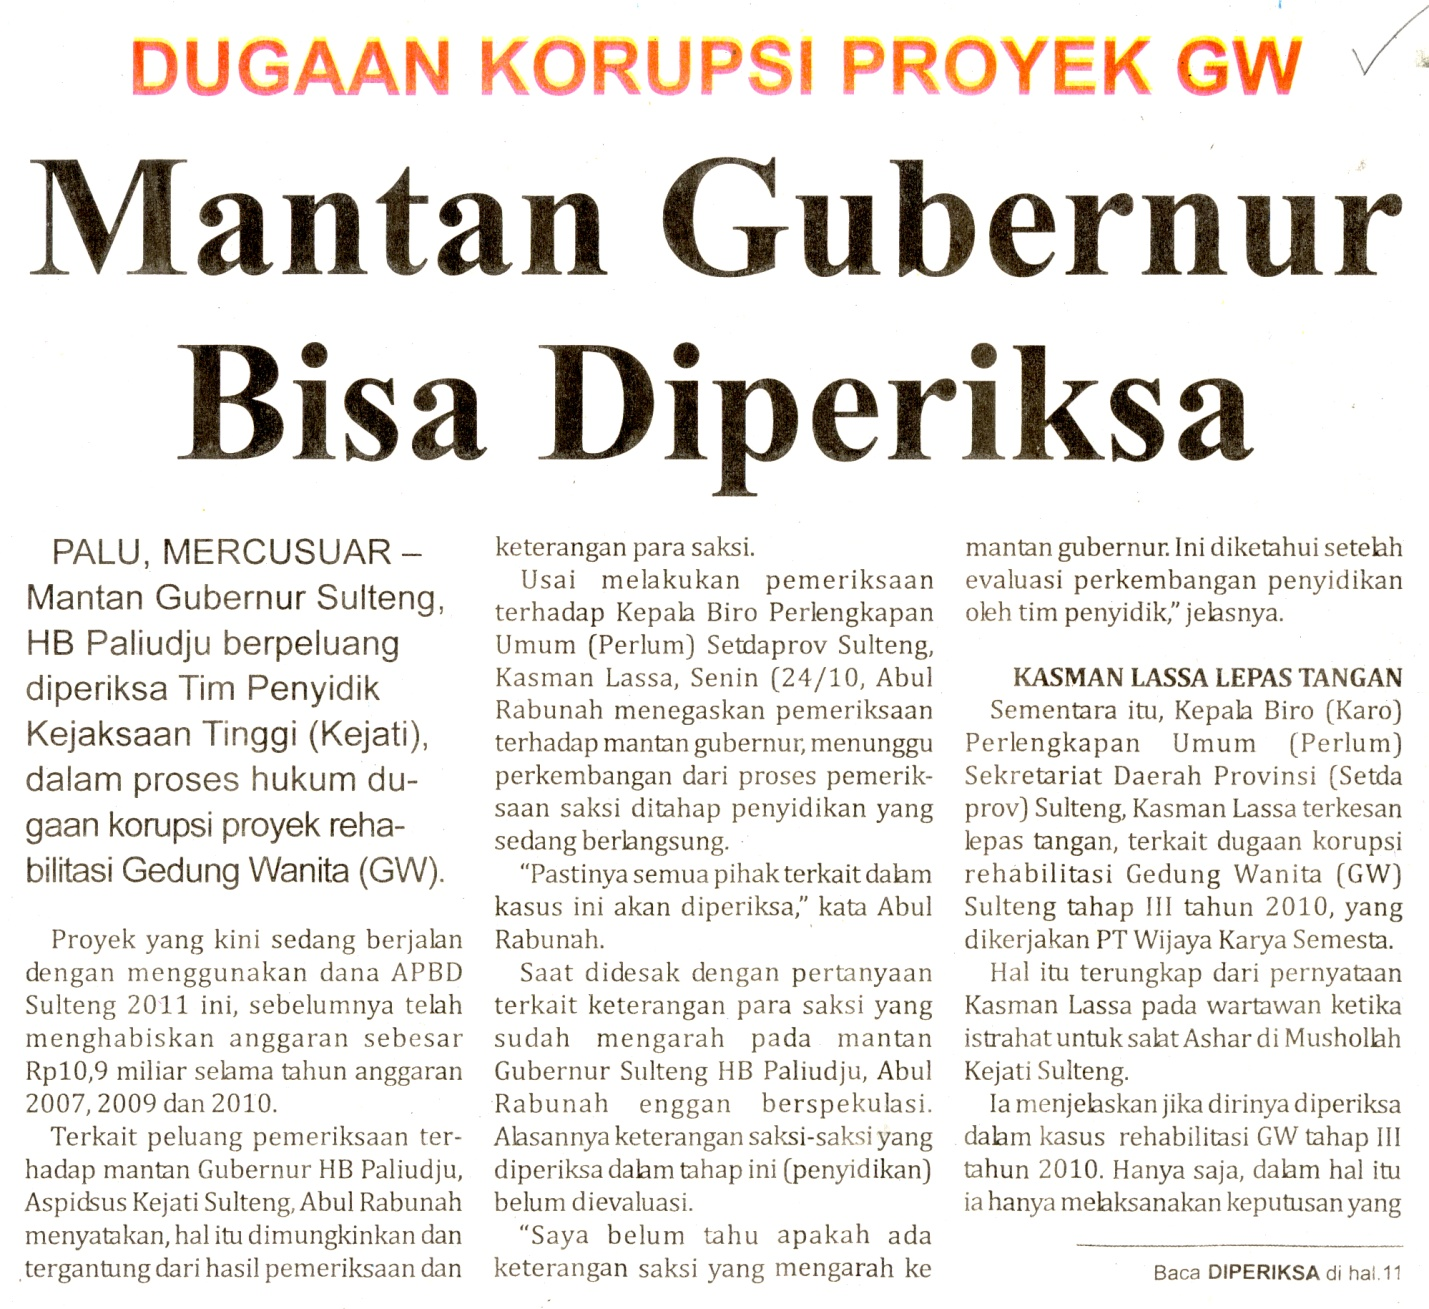 DUGAAN KORUPSI PROYEK GW
Mantan Gubernur
Bisa Diperiksa
PALU, MERCUSUAR –
Mantan Gubernur Sulteng,
HB Paliudju berpeluang
diperiksa Tim Penyidik
Kejaksaan Tinggi (Kejati),
dalam proses hukum du-
gaan korupsi proyek reha-
bilitasi Gedung Wanita (GW).
Proyek yang kini sedang berjalan
dengan menggunakan dana APBD
Sulteng 2011 ini, sebelumnya telah
menghabiskan anggaran sebesar
Rp10,9 miliar selama tahun anggaran
2007, 2009 dan 2010.
Terkait peluang pemeriksaan ter-
hadap mantan Gubernur HB Paliudju,
Aspidsus Kejati Sulteng, Abul Rabunah
menyatakan, hal itu dimungkinkan dan
tergantung dari hasil pemeriksaan dan
keterangan para saksi.
Usai melakukan pemeriksaan
terhadap Kepala Biro Perlengkapan
Umum (Perlum) Setdaprov Sulteng,
Kasman Lassa, Senin (24/10, Abul
Rabunah menegaskan pemeriksaan
terhadap mantan gubernur, menunggu
perkembangan dari proses pemerik-
saan saksi ditahap penyidikan yang
sedang berlangsung.
“Pastinya semua pihak terkait dalam
kasus ini akan diperiksa,” kata Abul
Rabunah.
Saat didesak dengan pertanyaan
terkait keterangan para saksi yang
sudah mengarah pada mantan
Gubernur Sulteng HB Paliudju, Abul
Rabunah enggan berspekulasi.
Alasannya keterangan saksi-saksi yang
diperiksa dalam tahap ini (penyidikan)
belum dievaluasi.
“Saya belum tahu apakah ada
keterangan saksi yang mengarah ke
mantan gubernur. Ini diketahui setelah
evaluasi perkembangan penyidikan
oleh tim penyidik,” jelasnya.
KASMAN LASSA LEPAS TANGAN
Sementara itu, Kepala Biro (Karo)
Perlengkapan Umum (Perlum)
Sekretariat Daerah Provinsi (Setda
prov) Sulteng, Kasman Lassa terkesan
lepas tangan, terkait dugaan korupsi
rehabilitasi Gedung Wanita (GW)
Sulteng tahap III tahun 2010, yang
dikerjakan PT Wijaya Karya Semesta.
Hal itu terungkap dari pernyataan
Kasman Lassa pada wartawan ketika
istrahat untuk salat Ashar di Mushollah
Kejati Sulteng.
Ia menjelaskan jika dirinya diperiksa
dalam kasus rehabilitasi GW tahap III
tahun 2010. Hanya saja, dalam hal itu
ia hanya melaksanakan keputusan yang
Baca DIPERIKSA di hal.11